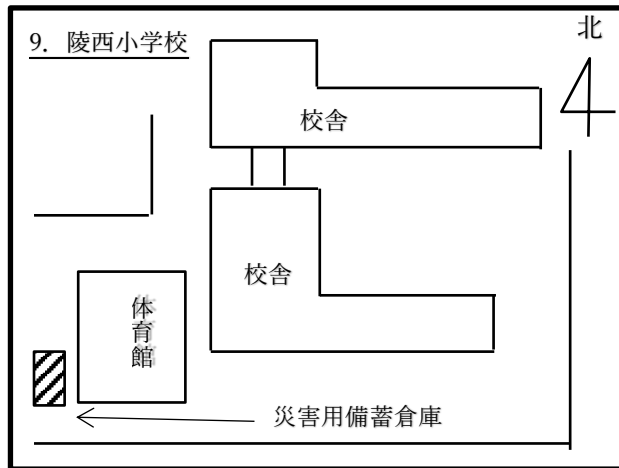 9. 陵西小学校
北
校舎
校舎
体育館
災害用備蓄倉庫